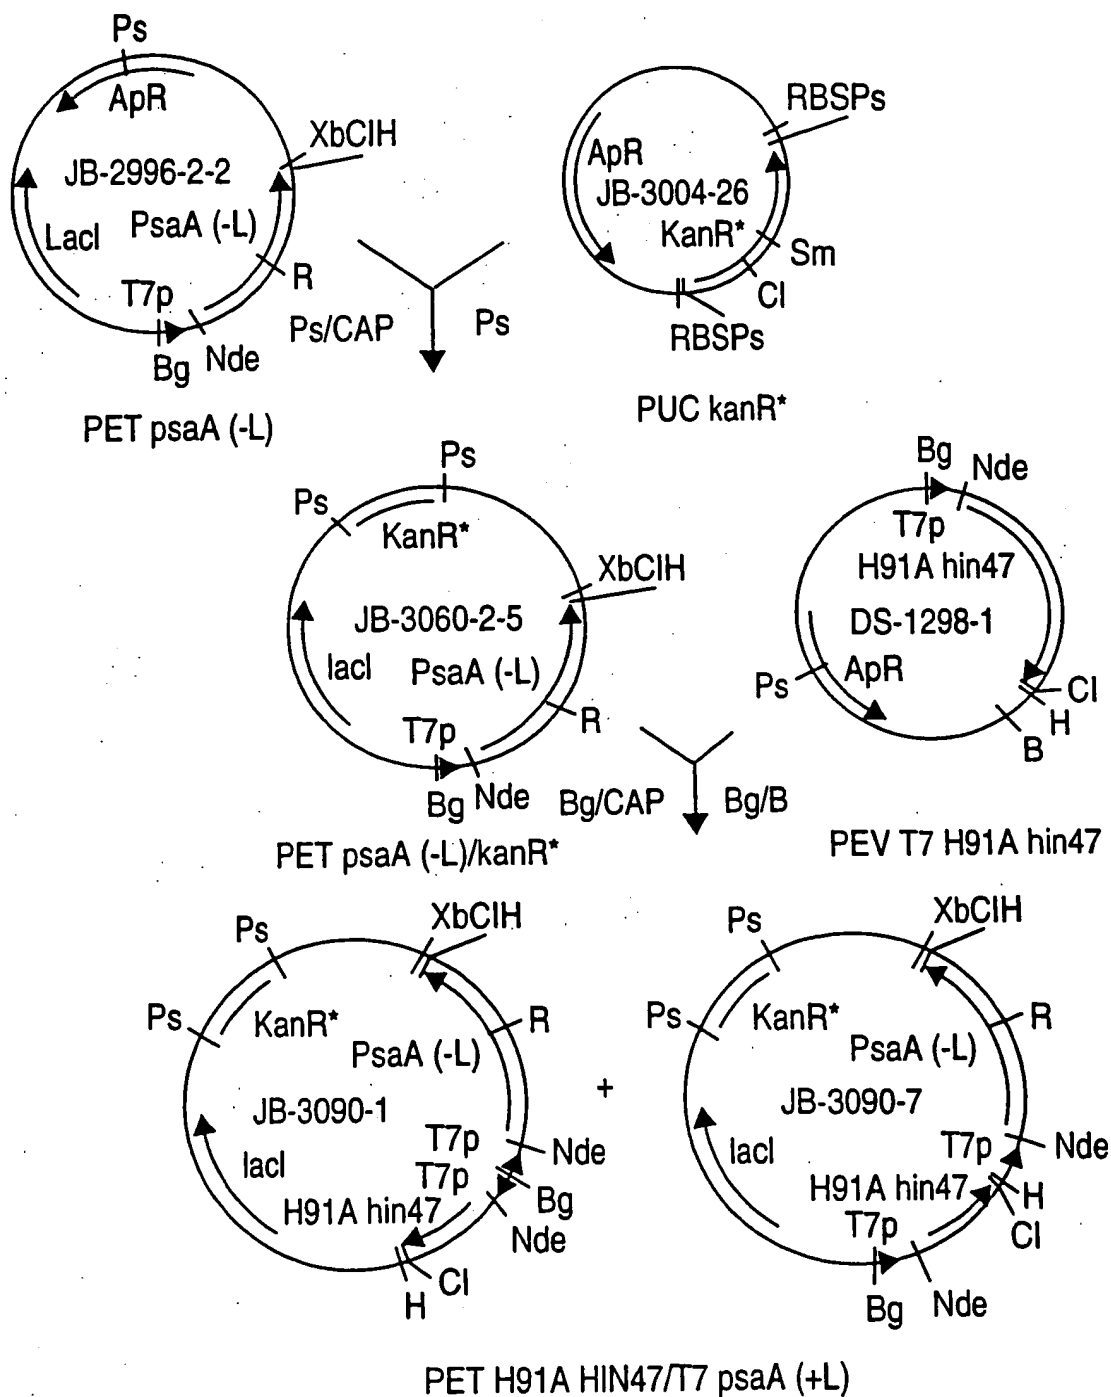 Ps
ApR
JB-2996-2-2
XbClH
LacI
PsaA (-L)
R
T7p
Bg
Nde
PET psaA (-L)
Ps/CAP
Ps
RBSPs
ApR
JB-3004-26
KanR*
Sm
Cl
RBSPs
PUC kanR*
Ps
Ps
KanR*
XbClH
JB-3060-2-5
lacI
PsaA (-L)
R
T7p
Bg
Nde
PET psaA (-L)/kanR*
Bg/CAP
Bg/B
Bg
Nde
T7p
H91A hin47
DS-1298-1
Ps
ApR
Cl
H
B
PEV T7 H91A hin47
Ps
Ps
XbClH
KanR*
R
PsaA (-L)
JB-3090-1
lacI
T7p
T7p
Nde
H91A hin47
Bg
Nde
Cl
H
+
Ps
Ps
XbClH
KanR*
R
PsaA (-L)
JB-3090-7
lacI
T7p
Nde
H91A hin47
H
Cl
T7p
Bg
Nde
PET H91A HIN47/T7 psaA (+L)